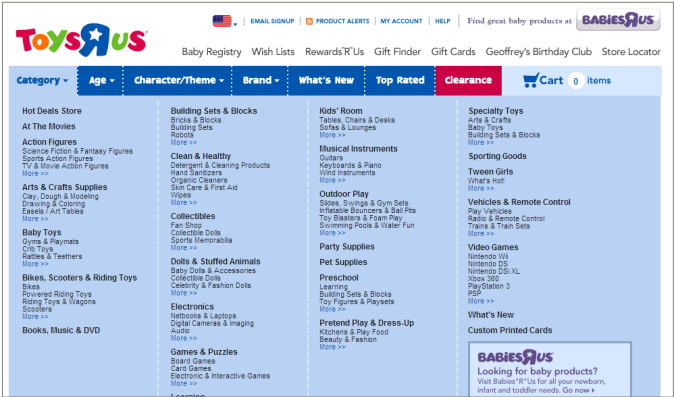 EMAIL SIGNUP
PRODUCT ALERTS
MY ACCOUNT
HELP
Find great baby products at
BABIESЯUS
TOYSЯUS
Baby Registry
Wish Lists
Rewards"R"Us
Gift Finder
Gift Cards
Geoffrey's Birthday Club
Store Locator
Category
Age
Character/Theme
Brand
What's New
Top Rated
Clearance
Cart 0 items
Hot Deals Store
At The Movies
Action Figures
Science Fiction & Fantasy Figures
Sports Action Figures
TV & Movie Action Figures
More >>
Arts & Crafts Supplies
Clay, Dough & Modeling
Drawing & Coloring
Easels / Art Tables
More >>
Baby Toys
Gyms & Playmats
Crib Toys
Rattles & Teethers
More >>
Bikes, Scooters & Riding Toys
Bikes
Powered Riding Toys
Riding Toys & Wagons
Scooters
More >>
Books, Music & DVD
Building Sets & Blocks
Bricks & Blocks
Building Sets
Robots
More >>
Clean & Healthy
Detergent & Cleaning Products
Hand Sanitizers
Organic Cleaners
Skin Care & First Aid
Wipes
More >>
Collectibles
Fan Shop
Collectible Dolls
Sports Memorabilia
More >>
Dolls & Stuffed Animals
Baby Dolls & Accessories
Collectible Dolls
Celebrity & Fashion Dolls
More >>
Electronics
Netbooks & Laptops
Digital Cameras & Imaging
Audio
More >>
Games & Puzzles
Board Games
Card Games
Electronic & Interactive Games
More >>
Learning
Kids' Room
Tables, Chairs & Desks
Sofas & Lounges
More >>
Musical Instruments
Guitars
Keyboards & Piano
Wind Instruments
More >>
Outdoor Play
Slides, Swings & Gym Sets
Inflatable Bouncers & Ball Pits
Toy Blasters & Foam Play
Swimming Pools & Water Fun
More >>
Party Supplies
Pet Supplies
Preschool
Learning
Building Sets & Blocks
Toy Figures & Playsets
More >>
Pretend Play & Dress-Up
Kitchens & Play Food
Beauty & Fashion
More >>
Specialty Toys
Arts & Crafts
Baby Toys
Building Sets & Blocks
More >>
Sporting Goods
Tween Girls
What's Hot!
More >>
Vehicles & Remote Control
Play Vehicles
Radio & Remote Control
Trains & Train Sets
More >>
Video Games
Nintendo Wii
Nintendo DS
Nintendo DSi XL
Xbox 360
PlayStation 3
PSP
More >>
What's New
Custom Printed Cards
BABIESЯUS
Looking for baby products?
Visit Babies"R"Us for all your newborn,
infant and toddler needs. Go now